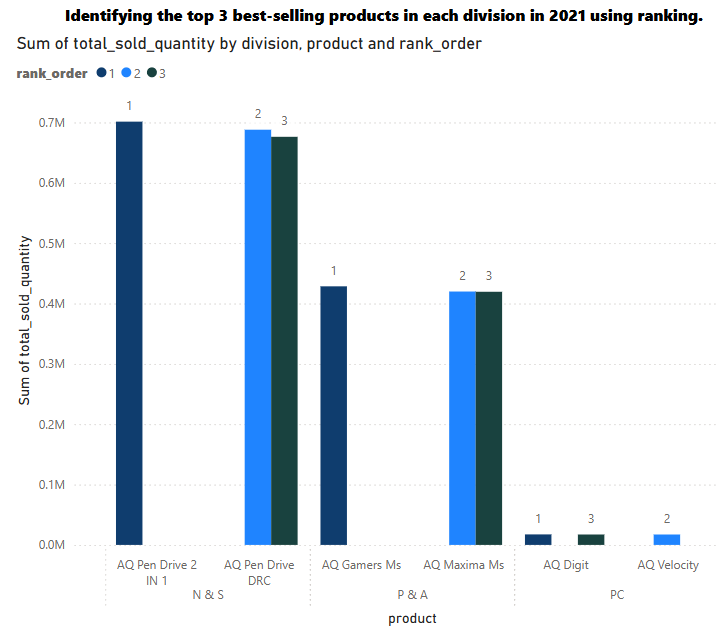 Identifying the top 3 best-selling products in each division in 2021 using ranking.
Sum of total_sold_quantity by division, product and rank_order
rank_order 1 2 3
Sum of total_sold_quantity
0.7M
0.6M
0.5M
0.4M
0.3M
0.2M
0.1M
0.0M
1
2
3
1
2
3
1
3
2
AQ Pen Drive 2
IN 1
AQ Pen Drive
DRC
AQ Gamers Ms
AQ Maxima Ms
AQ Digit
AQ Velocity
N & S
P & A
PC
product